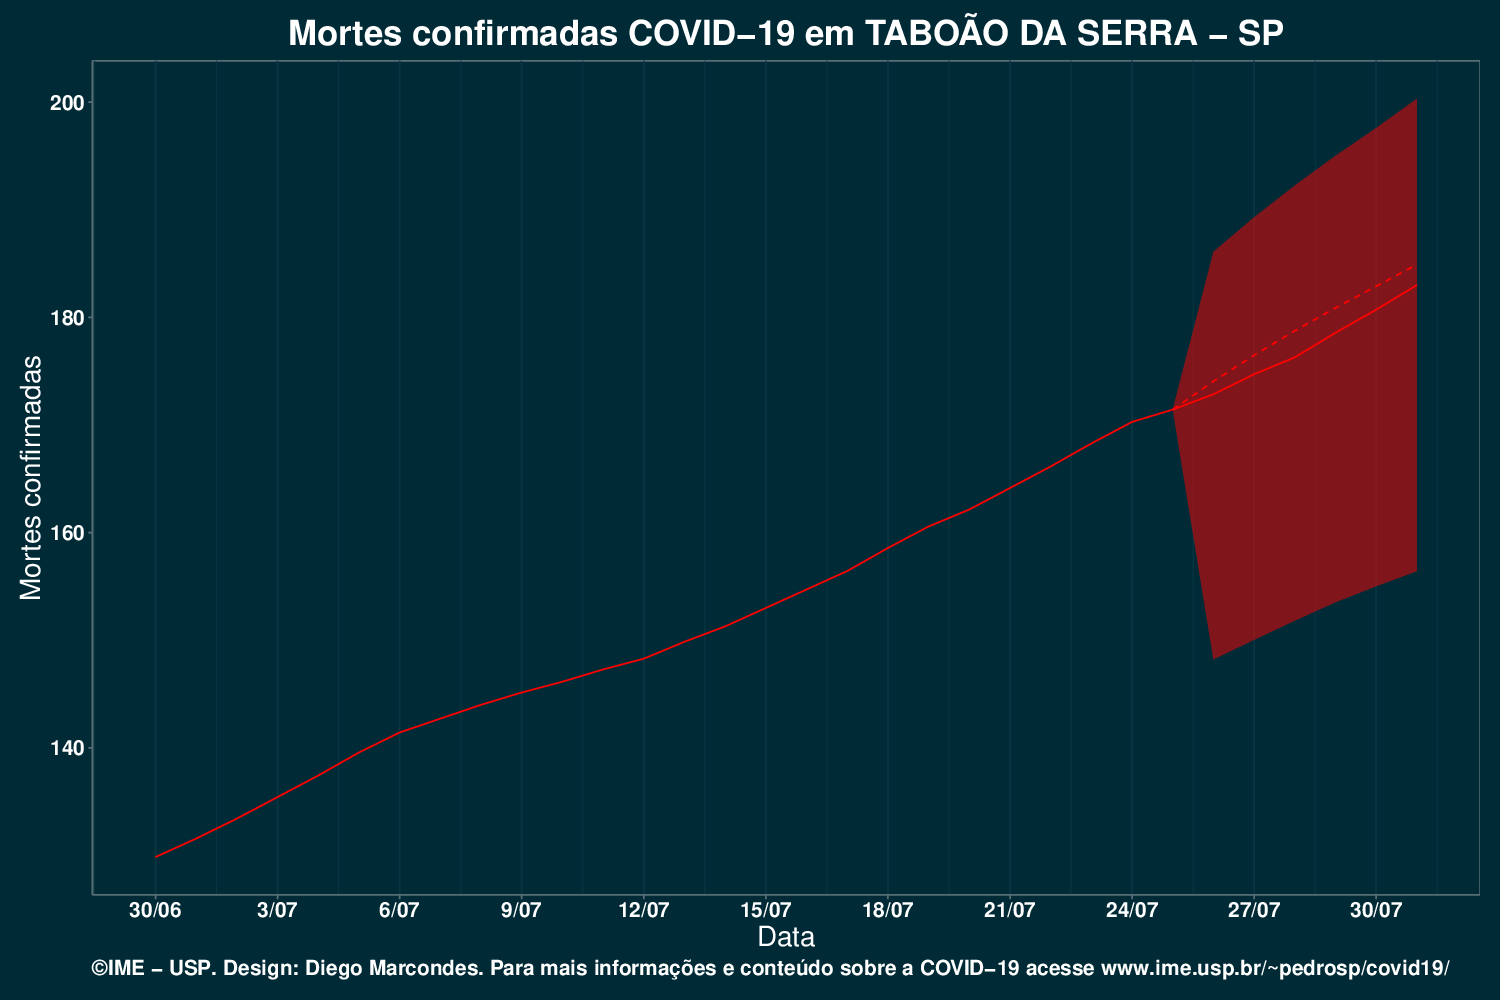 Mortes confirmadas COVID−19 em TABOÃO DA SERRA − SP
Mortes confirmadas
200
180
160
140
30/06 3/07 6/07 9/07 12/07 15/07 18/07 21/07 24/07 27/07 30/07
Data
©IME − USP. Design: Diego Marcondes. Para mais informações e conteúdo sobre a COVID−19 acesse www.ime.usp.br/~pedrosp/covid19/